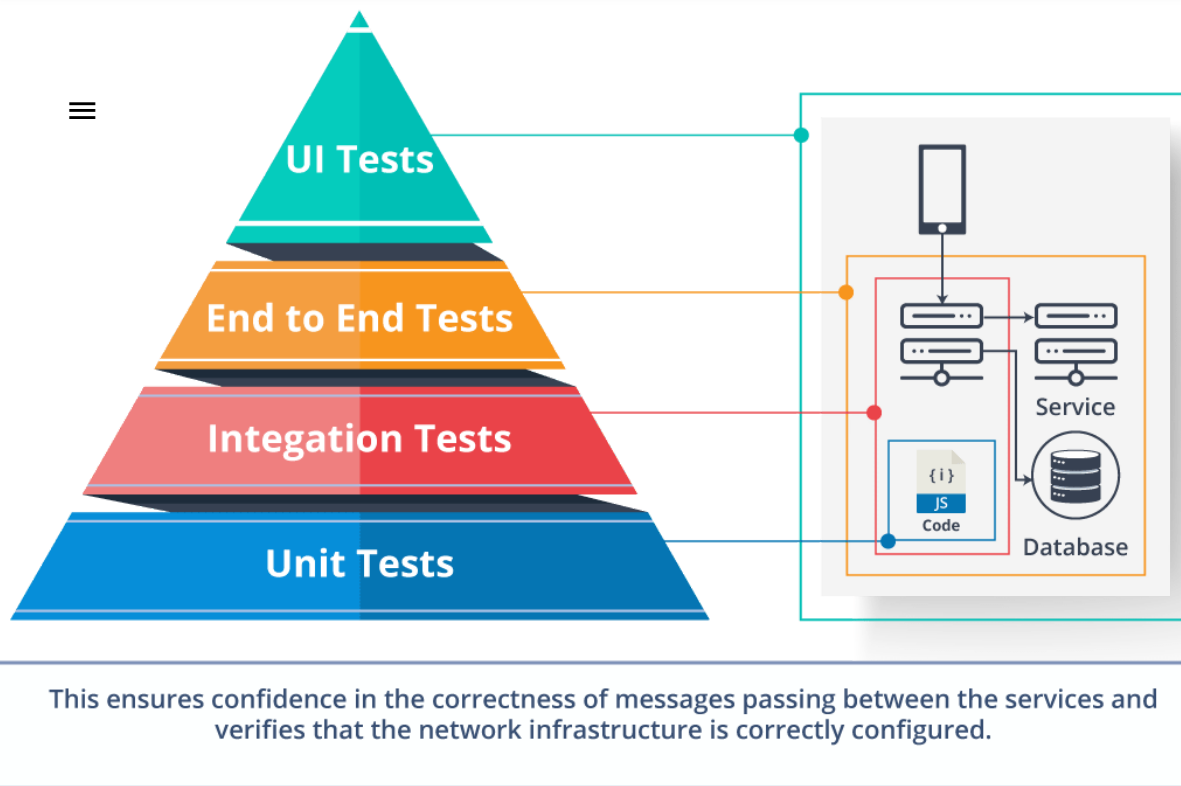 UI Tests
End to End Tests
Integation Tests
Unit Tests
Service
{i}
JS
Code
Database
This ensures confidence in the correctness of messages passing between the services and
verifies that the network infrastructure is correctly configured.